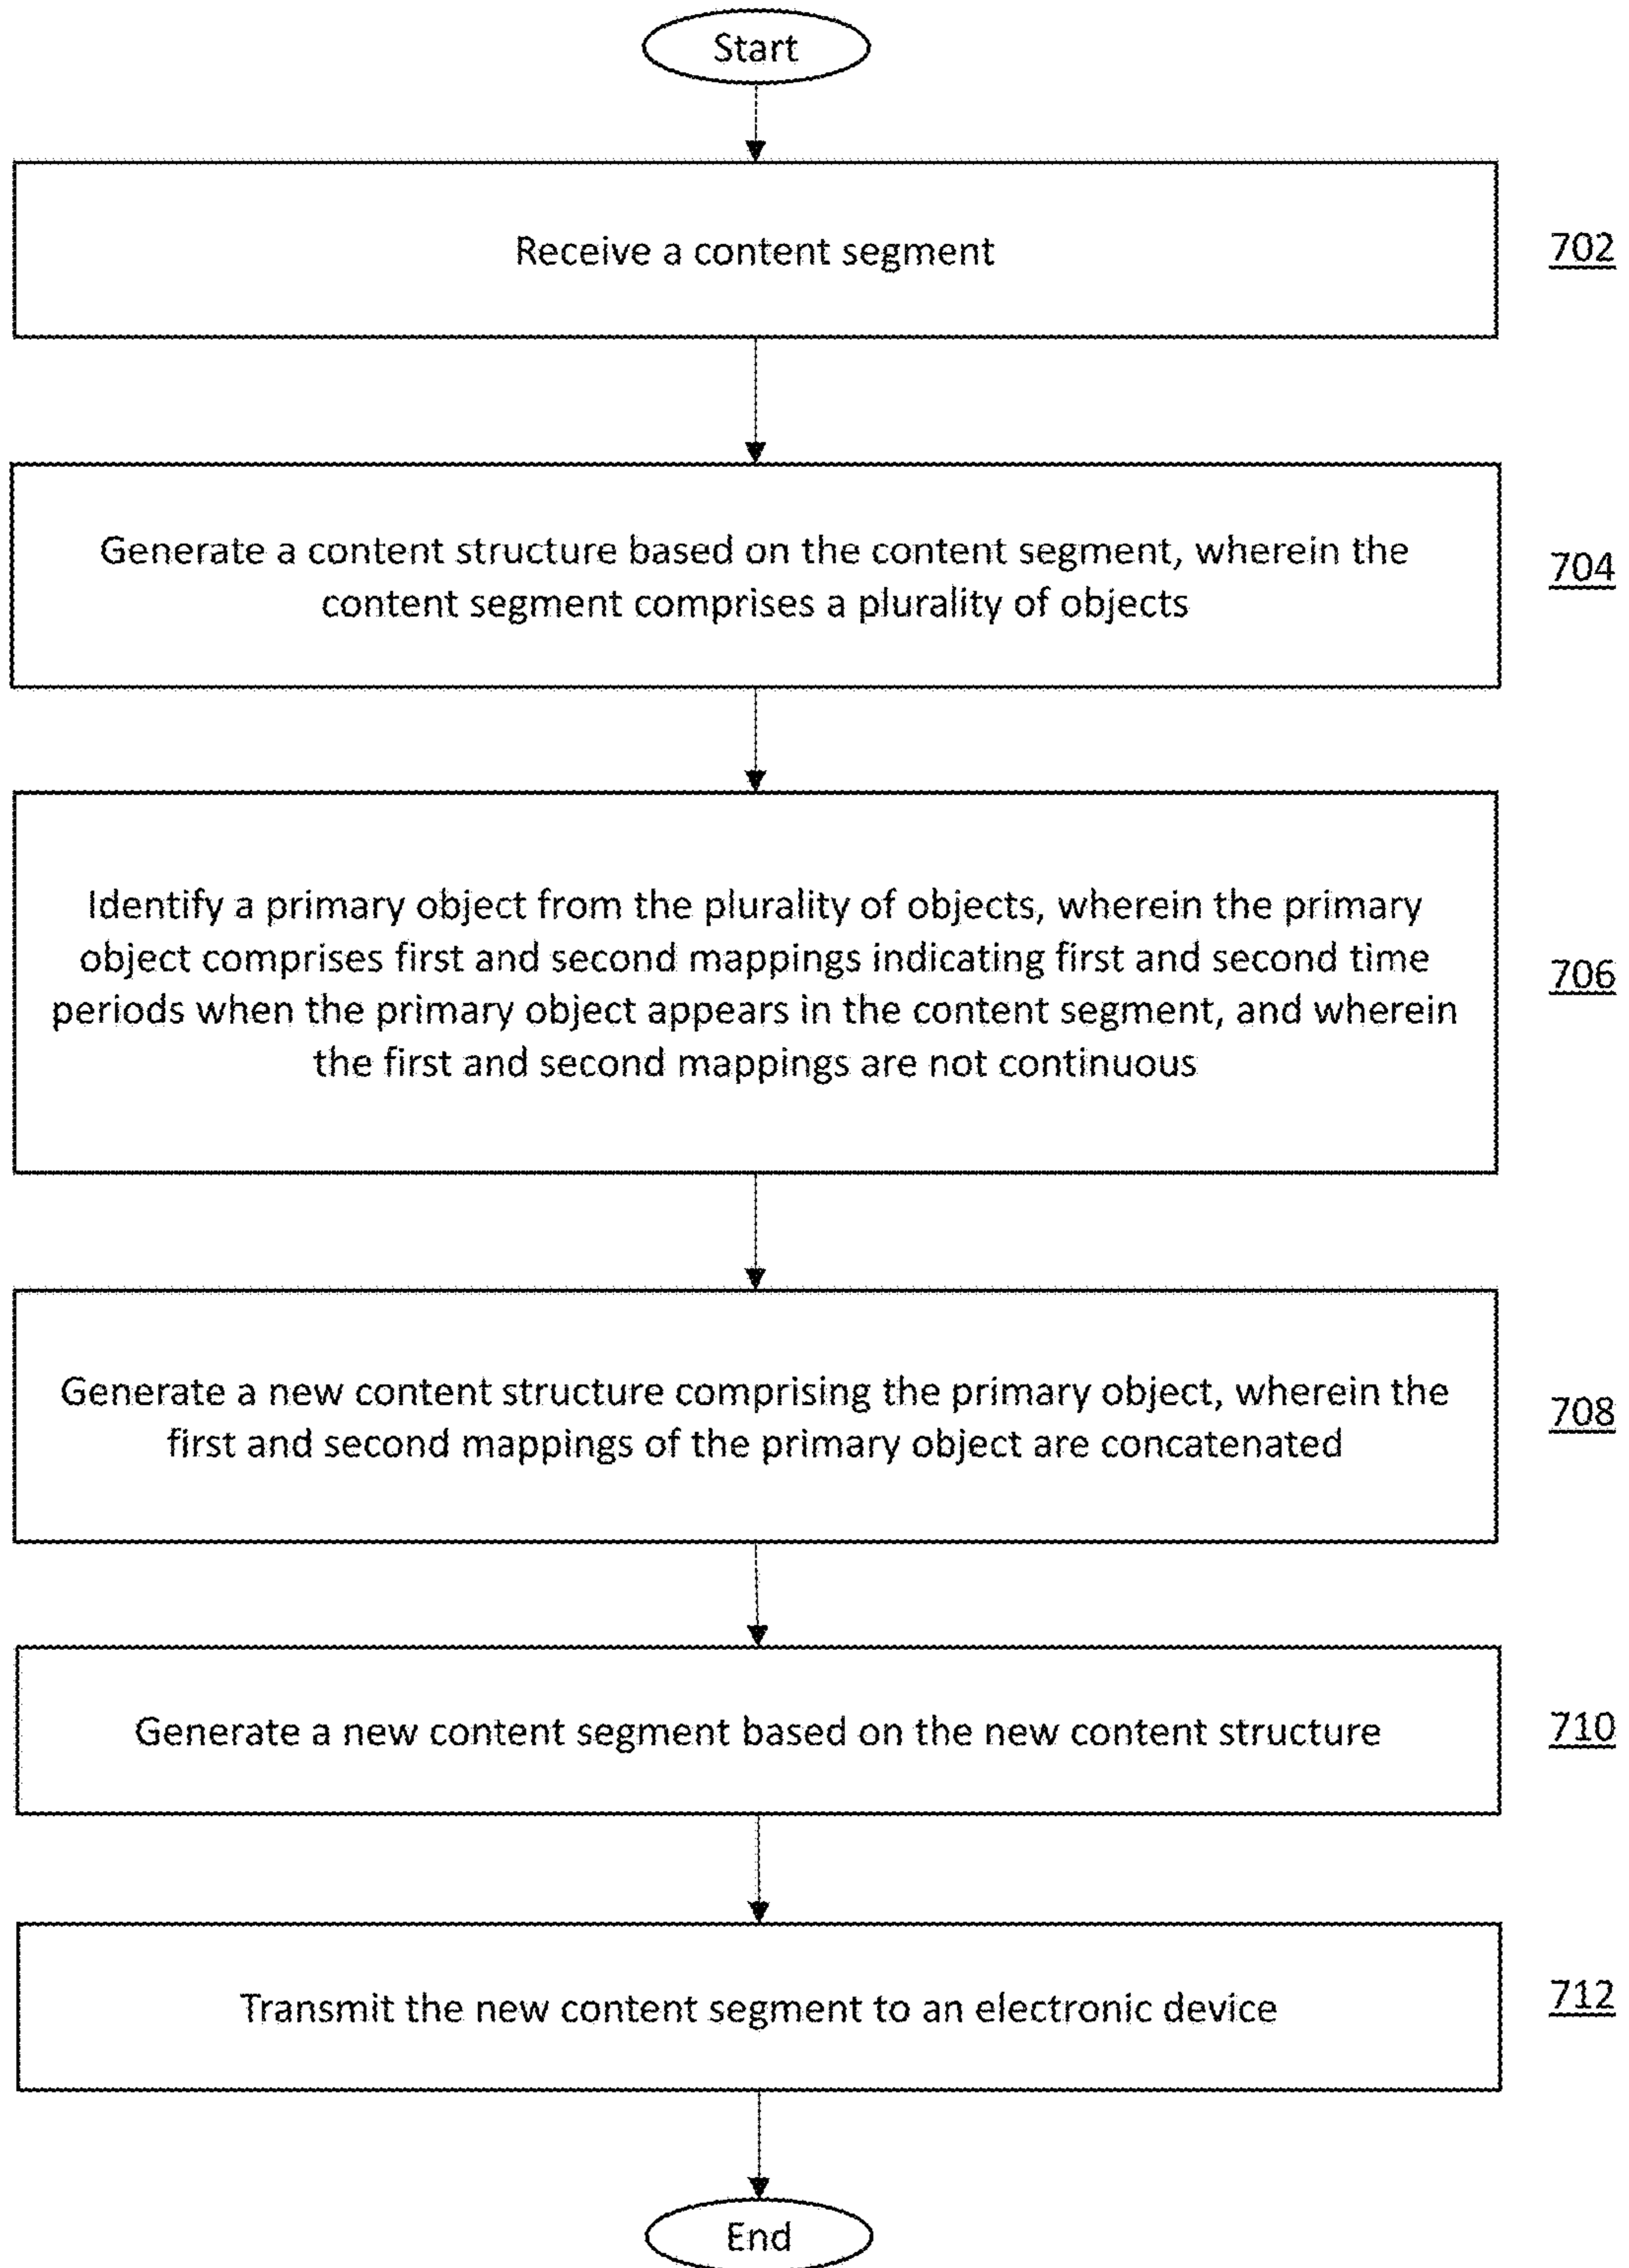 Start
Receive a content segment
702
Generate a content structure based on the content segment, wherein the
content segment comprises a plurality of objects
704
Identify a primary object from the plurality of objects, wherein the primary
object comprises first and second mappings indicating first and second time
periods when the primary object appears in the content segment, and wherein
the first and second mappings are not continuous
706
Generate a new content structure comprising the primary object, wherein the
first and second mappings of the primary object are concatenated
708
Generate a new content segment based on the new content structure
710
Transmit the new content segment to an electronic device
712
End